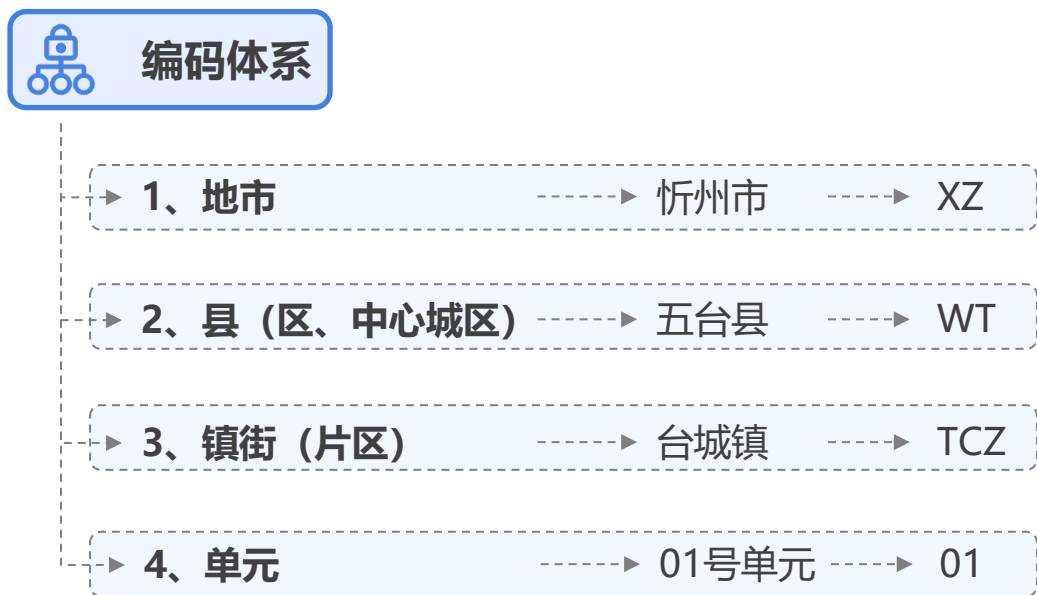 编码体系
1、地市 忻州市 XZ
2、县（区、中心城区） 五台县 WT
3、镇街（片区） 台城镇 TCZ
4、单元 01号单元 01